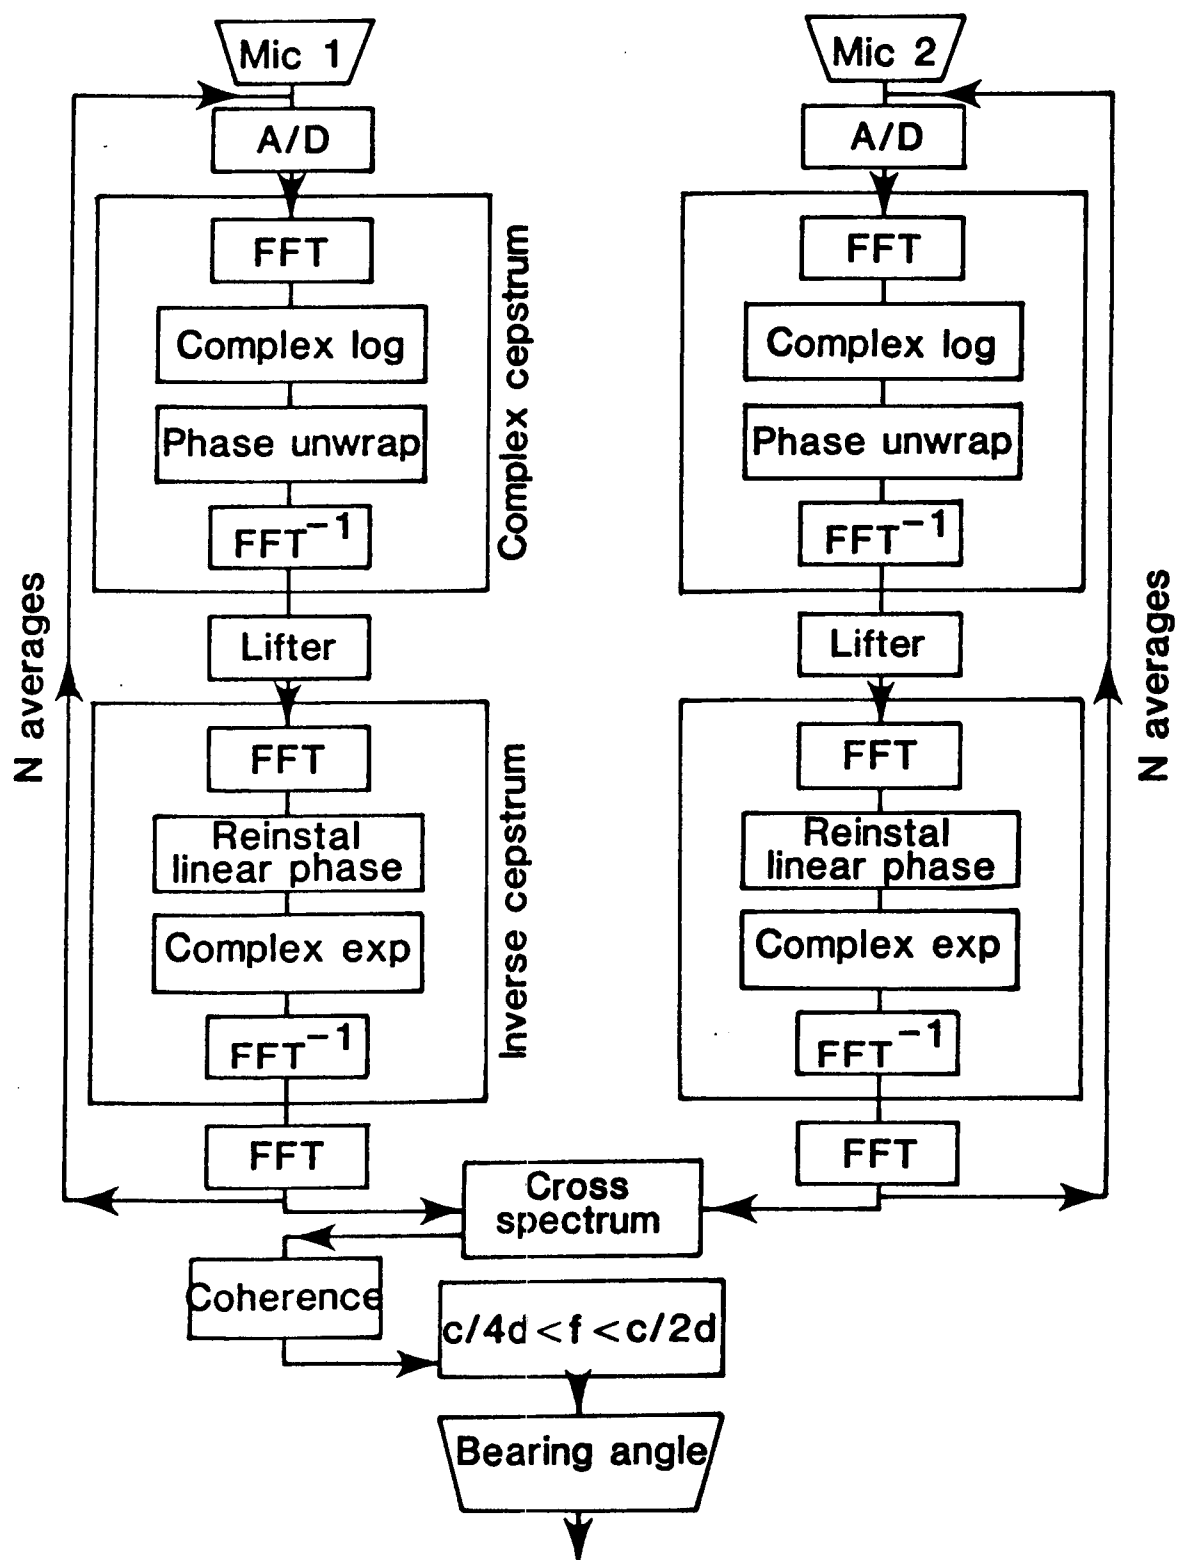 Mic 1
A/D
FFT
Complex log
Phase unwrap
FFT⁻¹
Complex cepstrum
Lifter
N averages
FFT
Reinstal
linear phase
Complex exp
FFT⁻¹
Inverse cepstrum
FFT
Mic 2
A/D
FFT
Complex log
Phase unwrap
FFT⁻¹
Lifter
N averages
FFT
Reinstal
linear phase
Complex exp
FFT⁻¹
FFT
Cross
spectrum
Coherence
c/4d < f < c/2d
Bearing angle